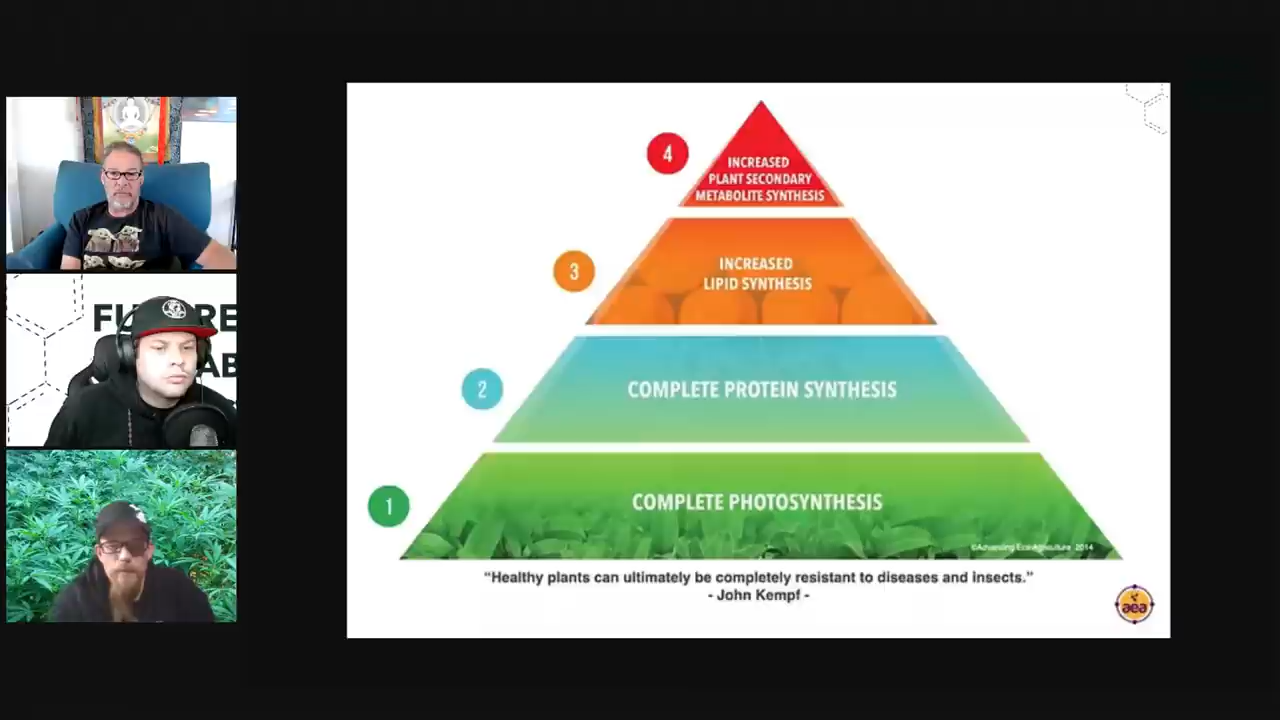 4
INCREASED
PLANT SECONDARY
METABOLITE SYNTHESIS
3
INCREASED
LIPID SYNTHESIS
2
COMPLETE PROTEIN SYNTHESIS
1
COMPLETE PHOTOSYNTHESIS
©Advancing EcoAgriculture 2014
“Healthy plants can ultimately be completely resistant to diseases and insects.”
- John Kempf -
aea